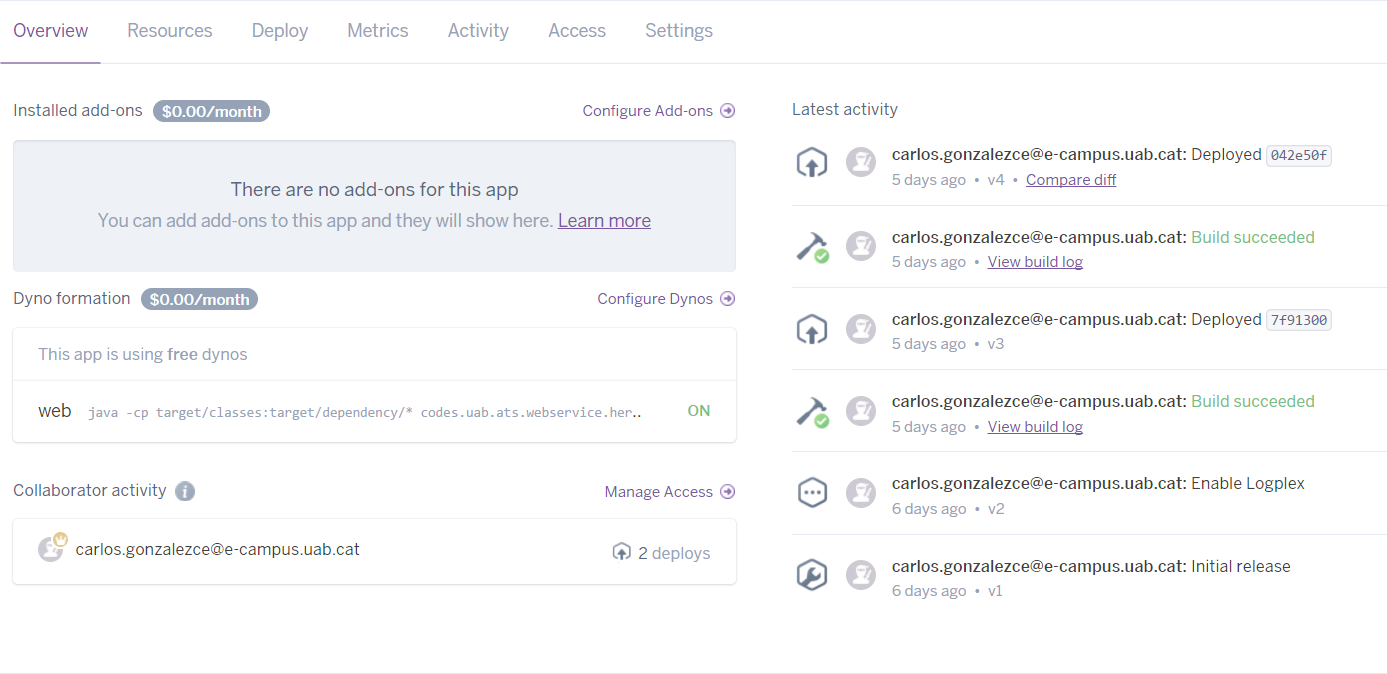 Overview Resources Deploy Metrics Activity Access Settings
Installed add-ons $0.00/month Configure Add-ons
There are no add-ons for this app
You can add add-ons to this app and they will show here. Learn more
Dyno formation $0.00/month Configure Dynos
This app is using free dynos
web java -cp target/classes:target/dependency/* codes.uab.ats.webservice.her.. ON
Collaborator activity Manage Access
carlos.gonzalezce@e-campus.uab.cat 2 deploys
Latest activity
carlos.gonzalezce@e-campus.uab.cat: Deployed 042e50f
5 days ago • v4 • Compare diff
carlos.gonzalezce@e-campus.uab.cat: Build succeeded
5 days ago • View build log
carlos.gonzalezce@e-campus.uab.cat: Deployed 7f91300
5 days ago • v3
carlos.gonzalezce@e-campus.uab.cat: Build succeeded
5 days ago • View build log
carlos.gonzalezce@e-campus.uab.cat: Enable Logplex
6 days ago • v2
carlos.gonzalezce@e-campus.uab.cat: Initial release
6 days ago • v1